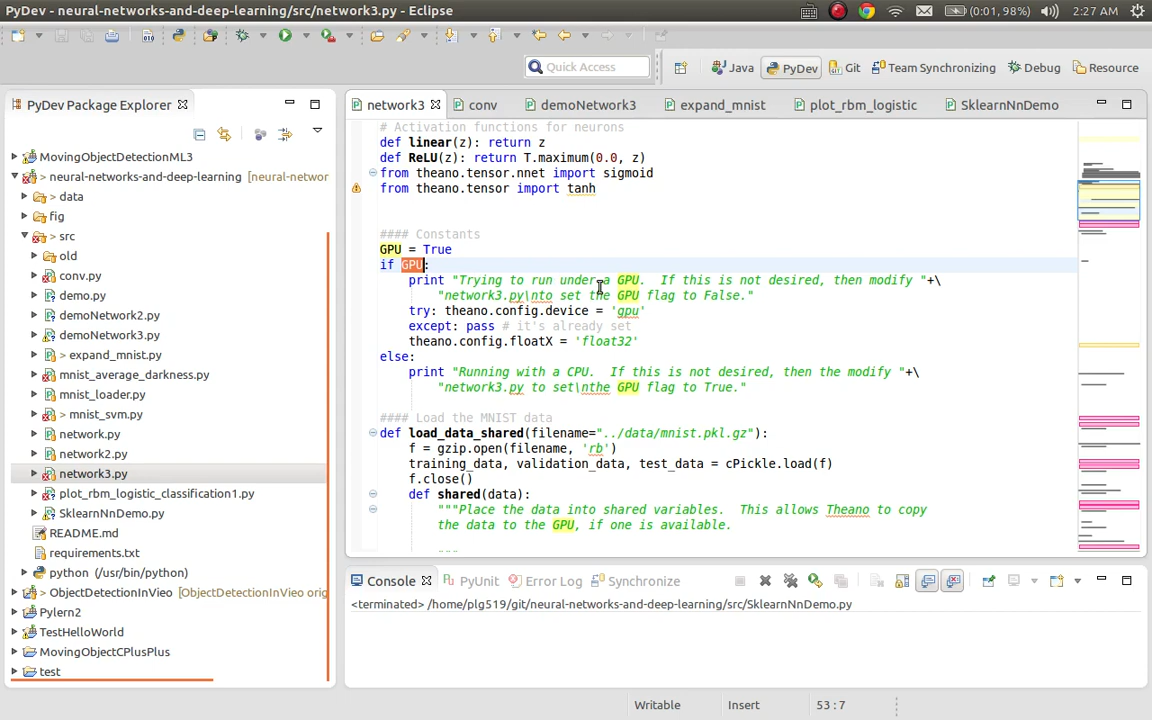 PyDev - neural-networks-and-deep-learning/src/network3.py - Eclipse
(0:01, 98%)
2:27 AM
Quick Access
Java
PyDev
Git
Team Synchronizing
Debug
Resource
PyDev Package Explorer
MovingObjectDetectionML3
> neural-networks-and-deep-learning [neural-networ
> data
> fig
> src
> old
conv.py
demo.py
demoNetwork2.py
demoNetwork3.py
> expand_mnist.py
mnist_average_darkness.py
mnist_loader.py
> mnist_svm.py
network.py
network2.py
network3.py
plot_rbm_logistic_classification1.py
SklearnNnDemo.py
README.md
requirements.txt
python (/usr/bin/python)
> ObjectDetectionInVieo [ObjectDetectionInVieo orig
Pylern2
TestHelloWorld
MovingObjectCPlusPlus
test
network3
conv
demoNetwork3
expand_mnist
plot_rbm_logistic
SklearnNnDemo
# Activation functions for neurons
def linear(z): return z
def ReLU(z): return T.maximum(0.0, z)
from theano.tensor.nnet import sigmoid
from theano.tensor import tanh
#### Constants
GPU = True
if GPU:
print "Trying to run under a GPU.  If this is not desired, then modify "+\
"network3.py\nto set the GPU flag to False."
try: theano.config.device = 'gpu'
except: pass # it's already set
theano.config.floatX = 'float32'
else:
print "Running with a CPU.  If this is not desired, then the modify "+\
"network3.py to set\nthe GPU flag to True."
#### Load the MNIST data
def load_data_shared(filename="../data/mnist.pkl.gz"):
f = gzip.open(filename, 'rb')
training_data, validation_data, test_data = cPickle.load(f)
f.close()
def shared(data):
"""Place the data into shared variables.  This allows Theano to copy
the data to the GPU, if one is available.
"""
Console
PyUnit
Error Log
Synchronize
<terminated> /home/plg519/git/neural-networks-and-deep-learning/src/SklearnNnDemo.py
Writable
Insert
53 : 7